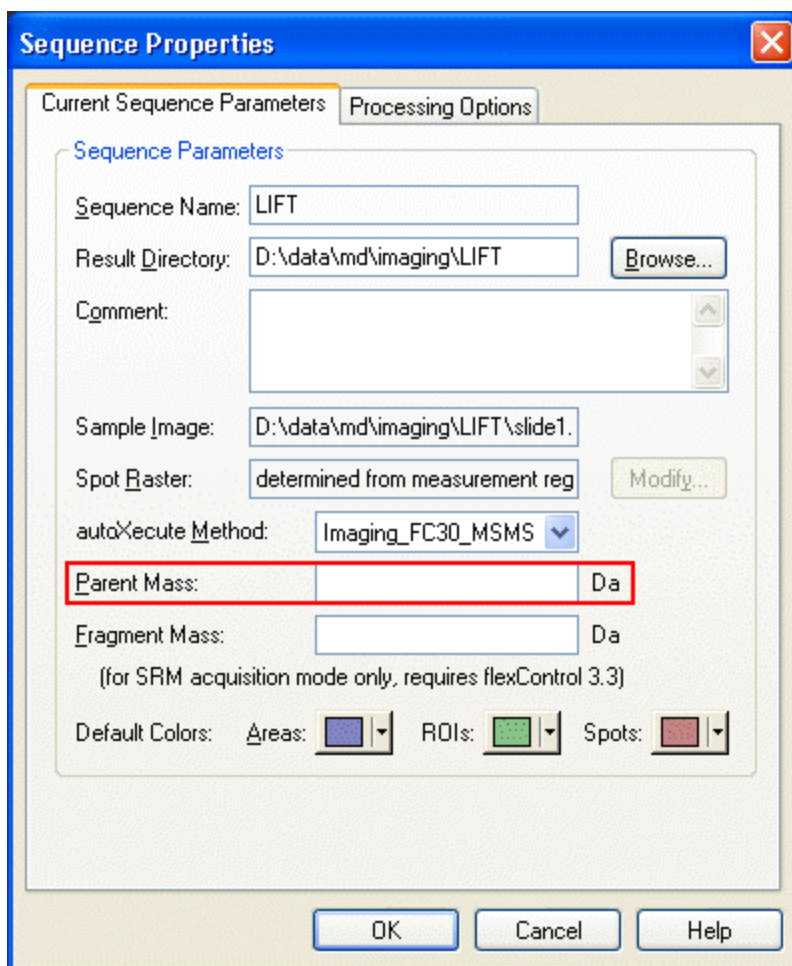 Sequence Properties
Current Sequence Parameters Processing Options
Sequence Parameters
Sequence Name: LIFT
Result Directory: D:\data\md\imaging\LIFT Browse...
Comment:
Sample Image: D:\data\md\imaging\LIFT\slide1.
Spot Raster: determined from measurement reg Modify...
autoXecute Method: Imaging_FC30_MSMS
Parent Mass: Da
Fragment Mass: Da
(for SRM acquisition mode only, requires flexControl 3.3)
Default Colors: Areas: ROIs: Spots:
OK Cancel Help